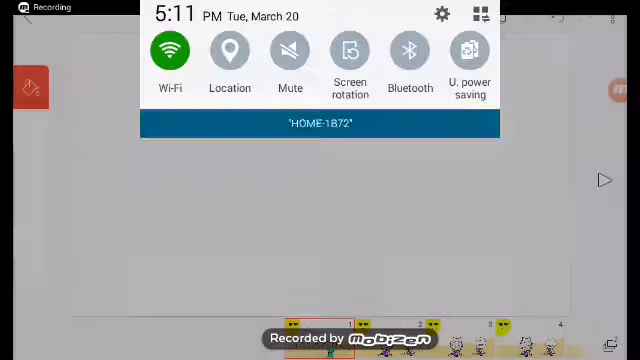 Recording
5:11 PM Tue, March 20
Wi-Fi
Location
Mute
Screen rotation
Bluetooth
U. power saving
"HOME-1B72"
1 2 3 4
Recorded by mobizen